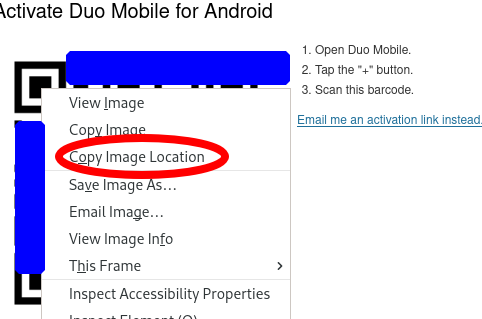 Activate Duo Mobile for Android
1. Open Duo Mobile.
2. Tap the "+" button.
3. Scan this barcode.
Email me an activation link instead.
View Image
Copy Image
Copy Image Location
Save Image As...
Email Image...
View Image Info
This Frame
Inspect Accessibility Properties
Inspect Element (Q)